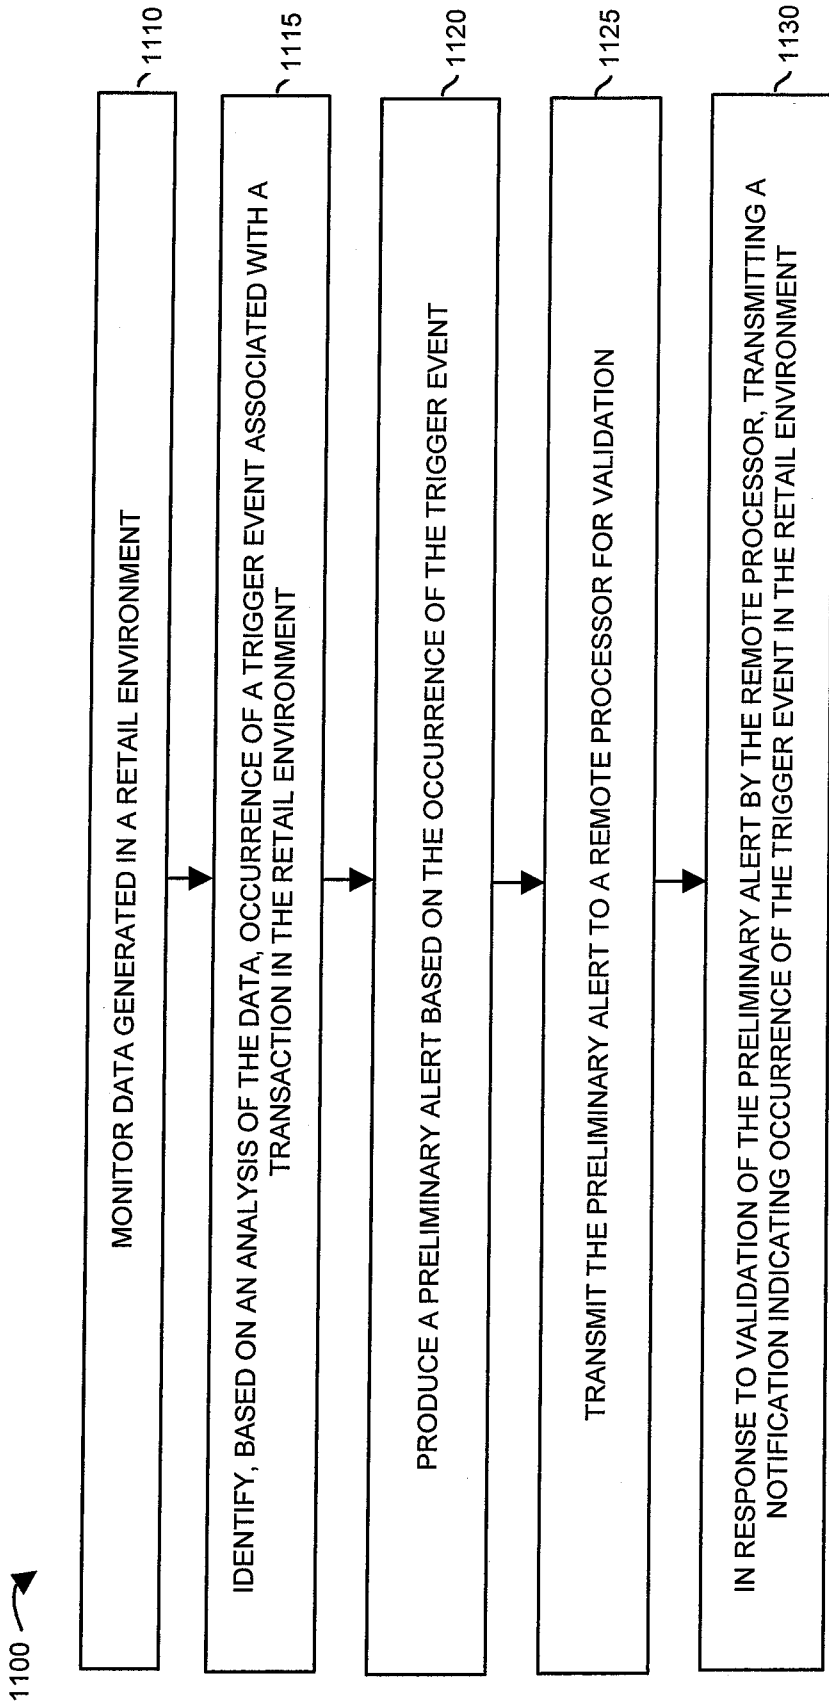 1100
MONITOR DATA GENERATED IN A RETAIL ENVIRONMENT
1110
IDENTIFY, BASED ON AN ANALYSIS OF THE DATA, OCCURRENCE OF A TRIGGER EVENT ASSOCIATED WITH A
TRANSACTION IN THE RETAIL ENVIRONMENT
1115
PRODUCE A PRELIMINARY ALERT BASED ON THE OCCURRENCE OF THE TRIGGER EVENT
1120
TRANSMIT THE PRELIMINARY ALERT TO A REMOTE PROCESSOR FOR VALIDATION
1125
IN RESPONSE TO VALIDATION OF THE PRELIMINARY ALERT BY THE REMOTE PROCESSOR, TRANSMITTING A
NOTIFICATION INDICATING OCCURRENCE OF THE TRIGGER EVENT IN THE RETAIL ENVIRONMENT
1130